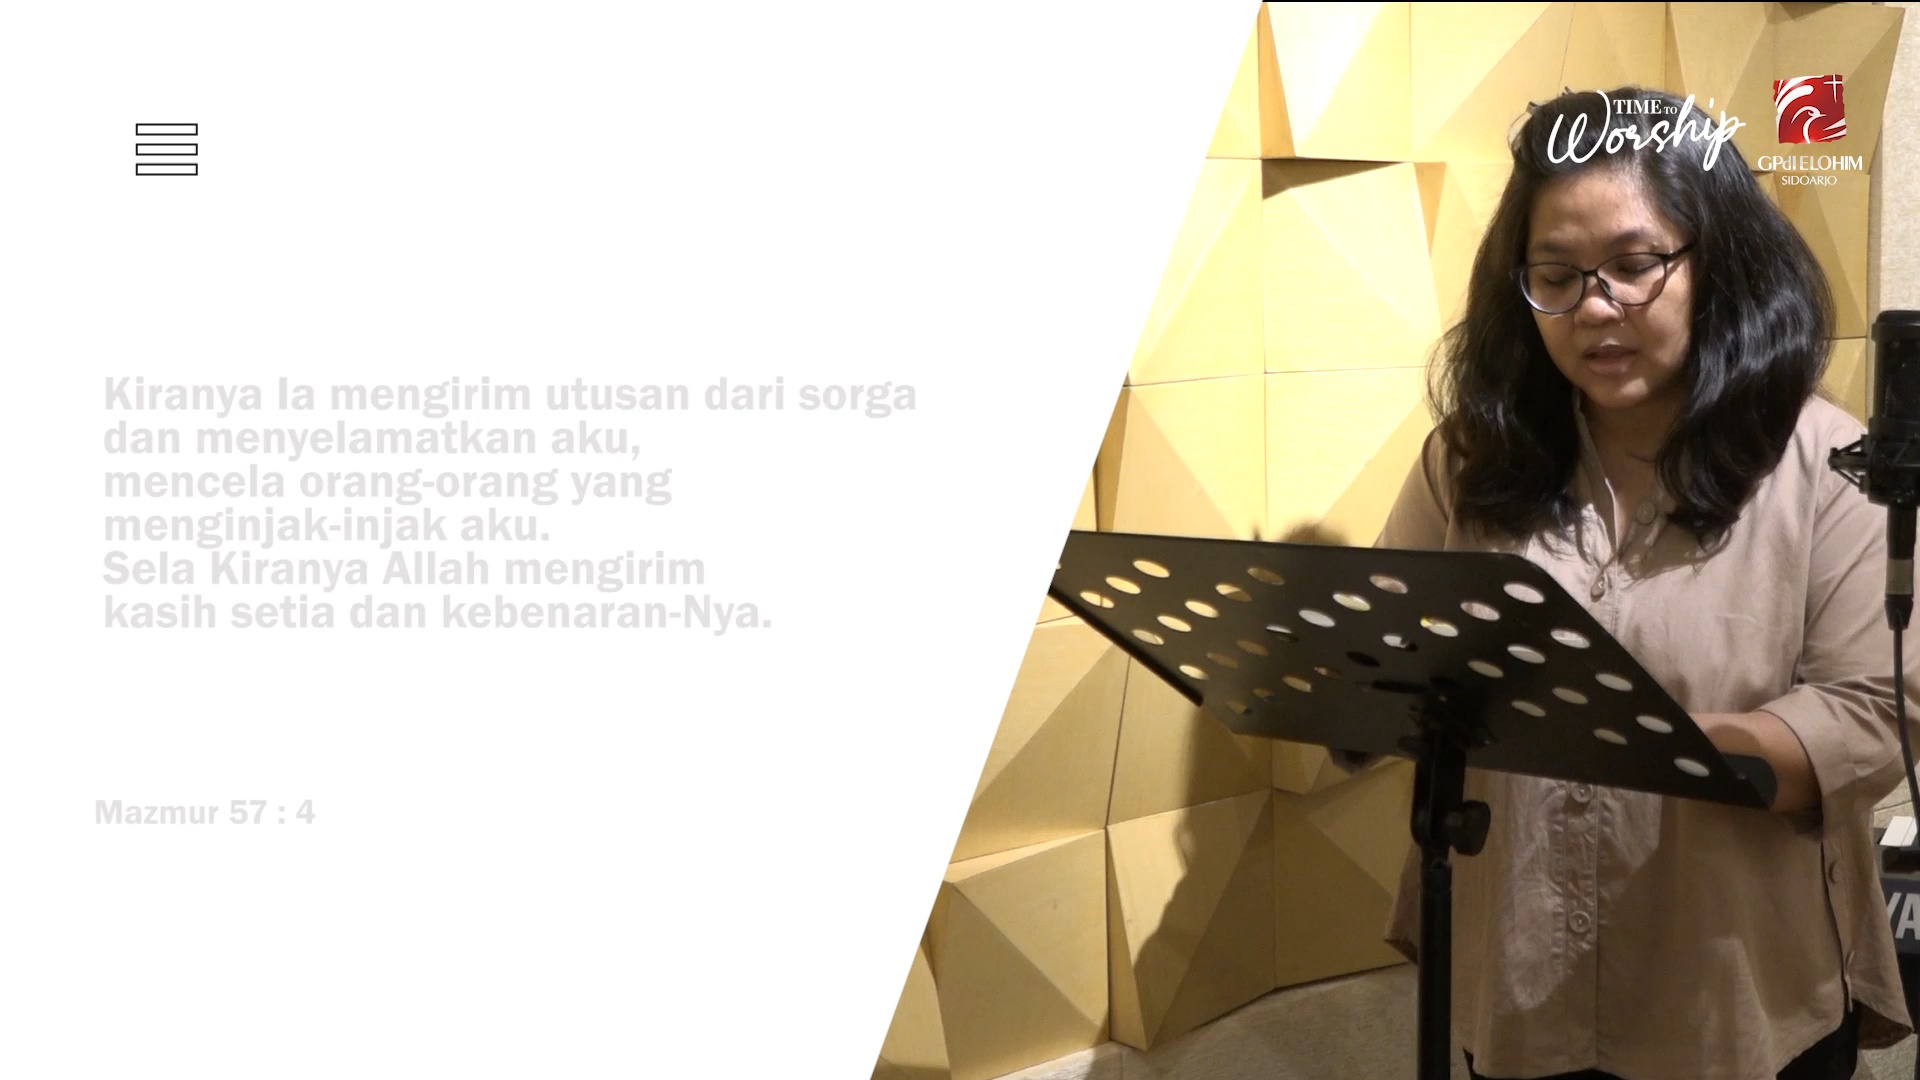 TIME TO
Worship
GPdI ELOHIM
SIDOARJO
Kiranya Ia mengirim utusan dari sorga
dan menyelamatkan aku,
mencela orang-orang yang
menginjak-injak aku.
Sela Kiranya Allah mengirim
kasih setia dan kebenaran-Nya.
Mazmur 57 : 4
YA